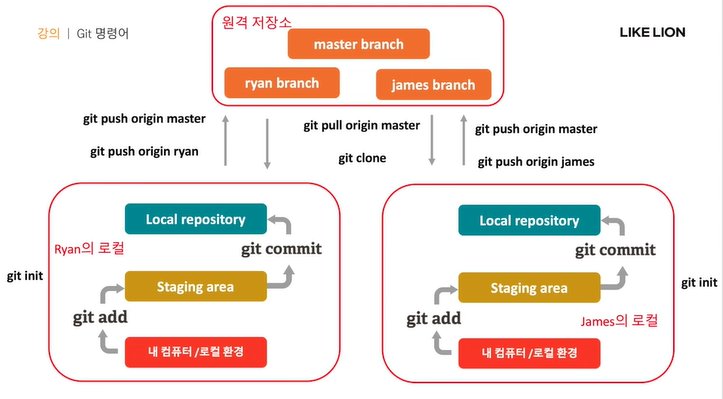 강의 | Git 명령어
LIKE LION
원격 저장소
master branch
ryan branch
james branch
git push origin master
git push origin ryan
git pull origin master
git clone
git push origin master
git push origin james
git init
Local repository
Ryan의 로컬
git commit
Staging area
git add
내 컴퓨터 /로컬 환경
Local repository
git commit
Staging area
git init
git add
James의 로컬
내 컴퓨터 /로컬 환경